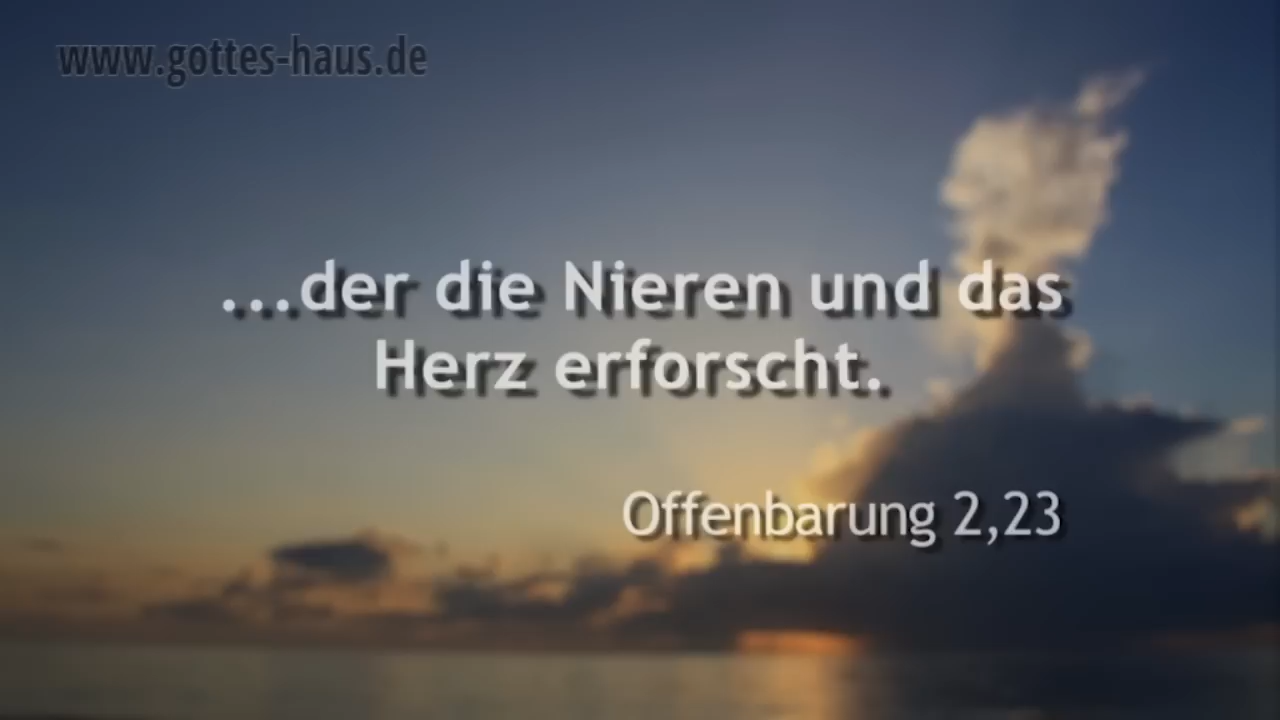 www.gottes-haus.de
...der die Nieren und das
Herz erforscht.
Offenbarung 2,23